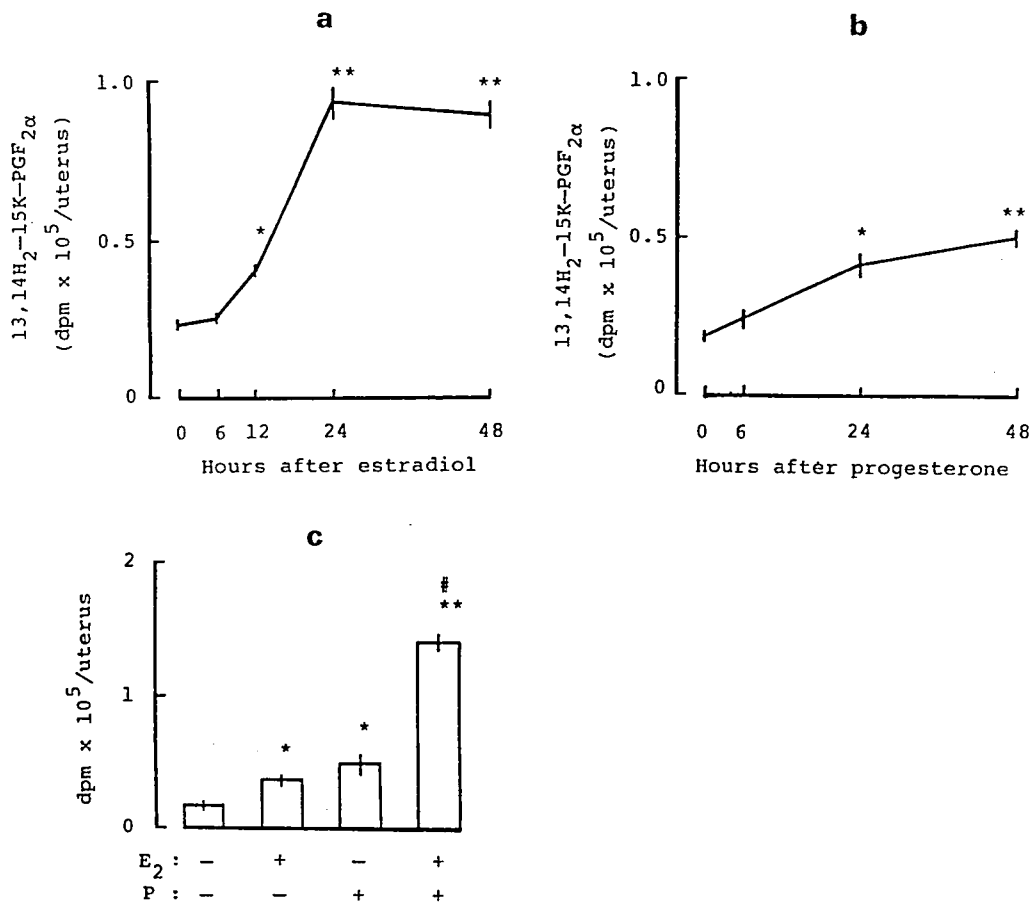 a
13,14H2−15K−PGF2α
(dpm x 10^5/uterus)
1.0
0.5
0
*
**
**
0 6 12 24 48
Hours after estradiol
b
13,14H2−15K−PGF2α
(dpm x 10^5/uterus)
1.0
0.5
0
*
**
0 6 24 48
Hours after progesterone
c
dpm x 10^5/uterus
2
1
0
*
*
#
**
E2 : − + − +
P : − − + +